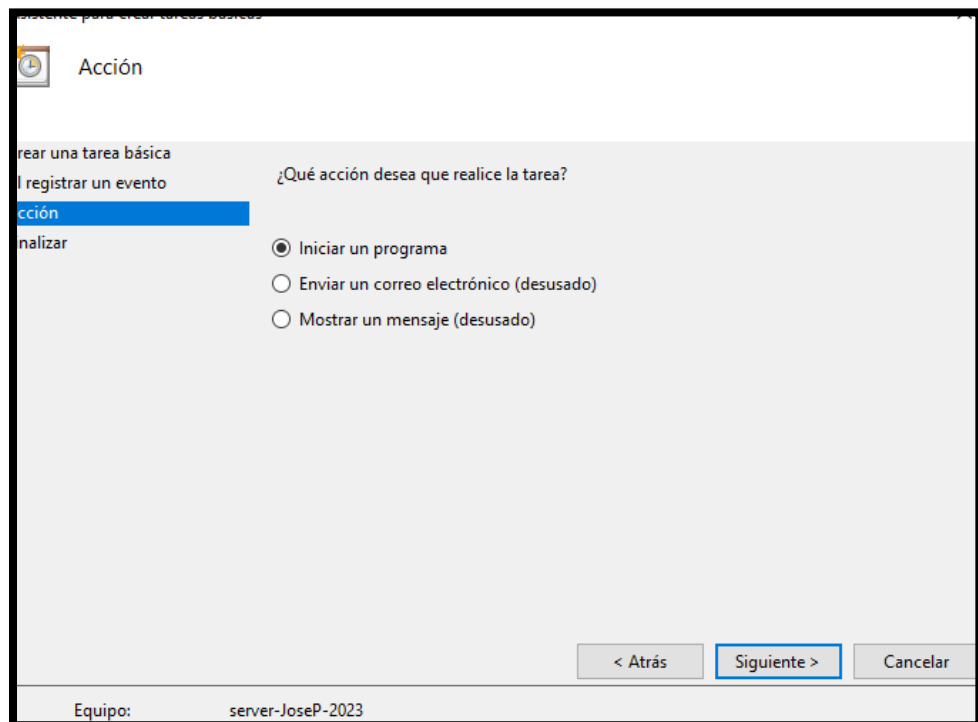 Acción
rear una tarea básica
l registrar un evento
cción
nalizar
¿Qué acción desea que realice la tarea?
Iniciar un programa
Enviar un correo electrónico (desusado)
Mostrar un mensaje (desusado)
< Atrás
Siguiente >
Cancelar
Equipo: server-JoseP-2023